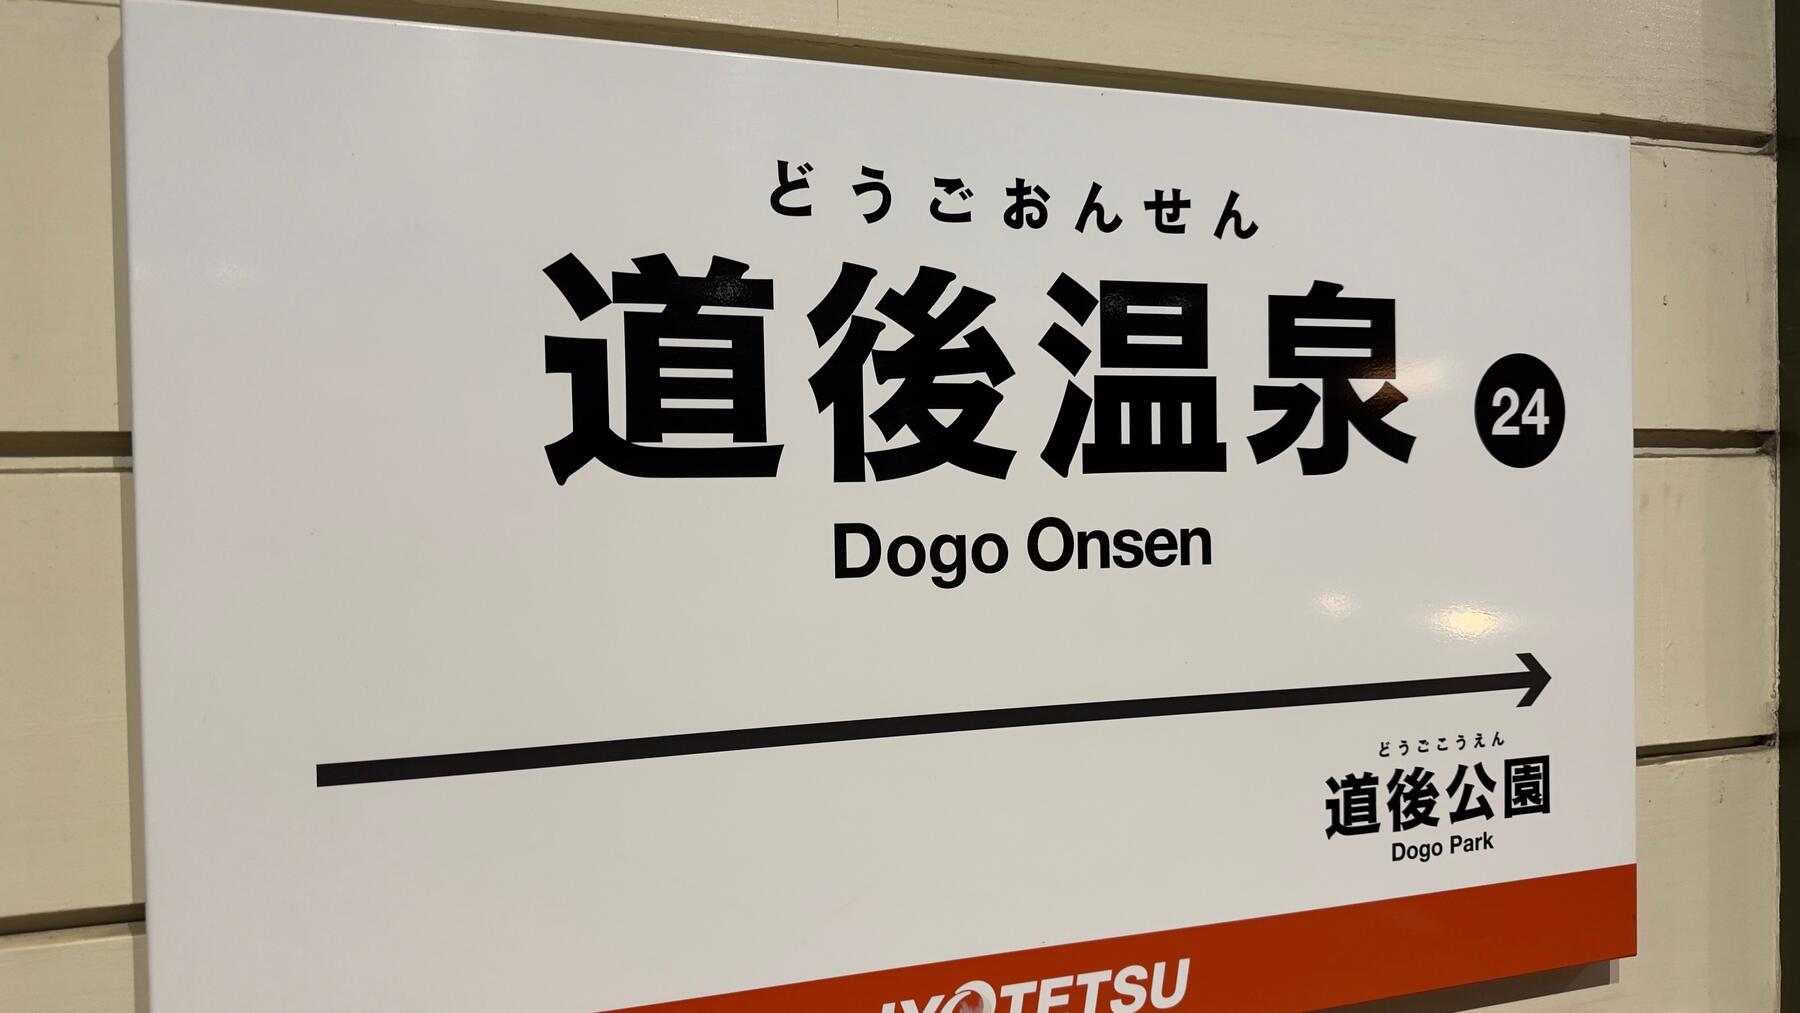 どうごおんせん
道後温泉 24
Dogo Onsen
どうごこうえん
道後公園
Dogo Park
IYOTETSU